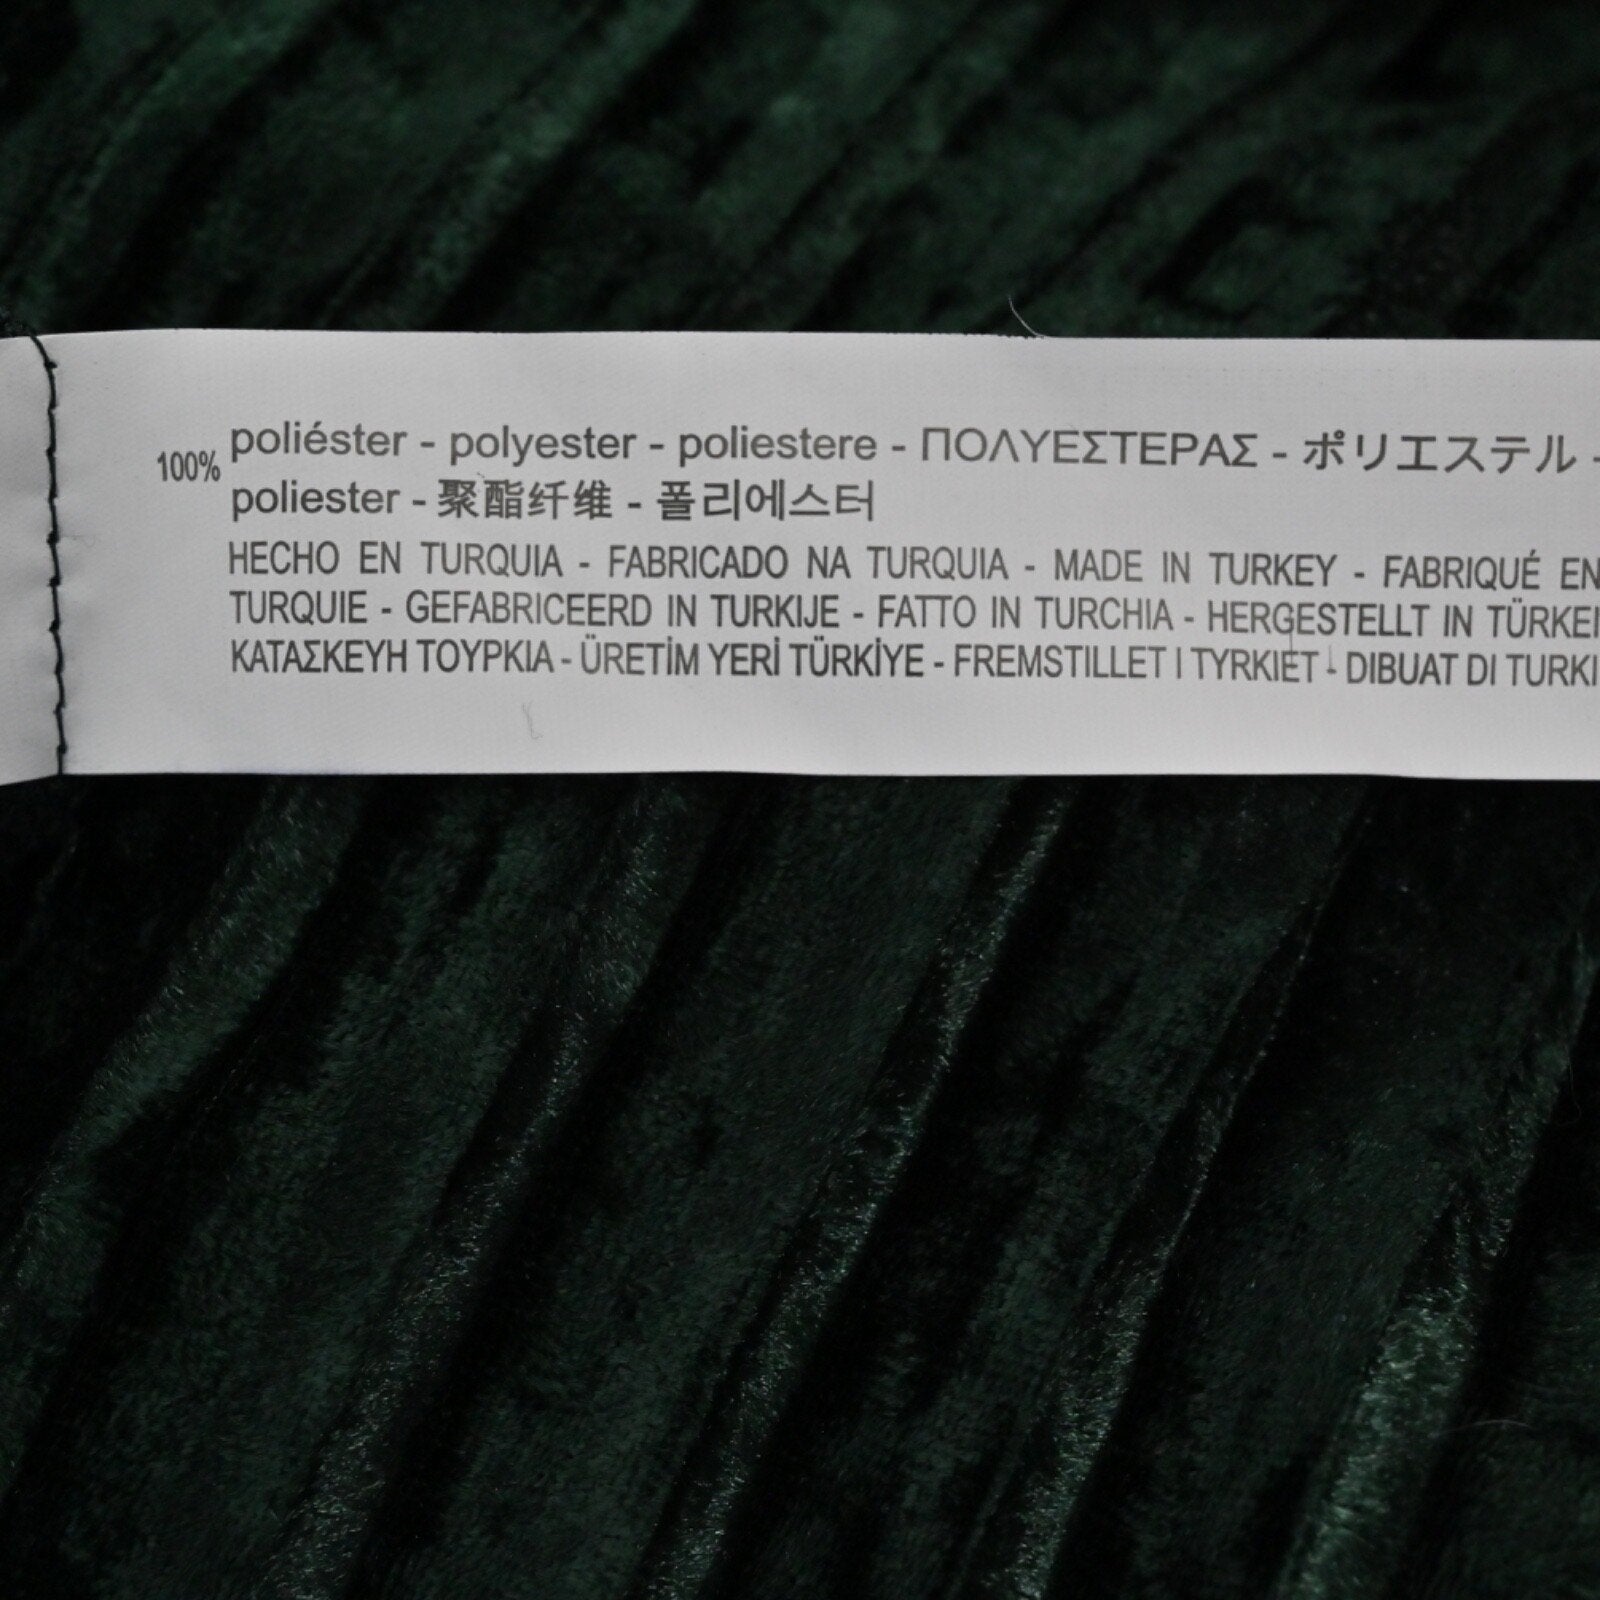 100% poliéster - polyester - poliestere - ΠΟΛΥΕΣΤΕΡΑΣ - ポリエステル -
poliester - 聚酯纤维 - 폴리에스터
HECHO EN TURQUIA - FABRICADO NA TURQUIA - MADE IN TURKEY - FABRIQUÉ EN
TURQUIE - GEFABRICEERD IN TURKIJE - FATTO IN TURCHIA - HERGESTELLT IN TÜRKEI
ΚΑΤΑΣΚΕΥΗ ΤΟΥΡΚΙΑ - ÜRETİM YERİ TÜRKİYE - FREMSTILLET I TYRKIET - DIBUAT DI TURKI